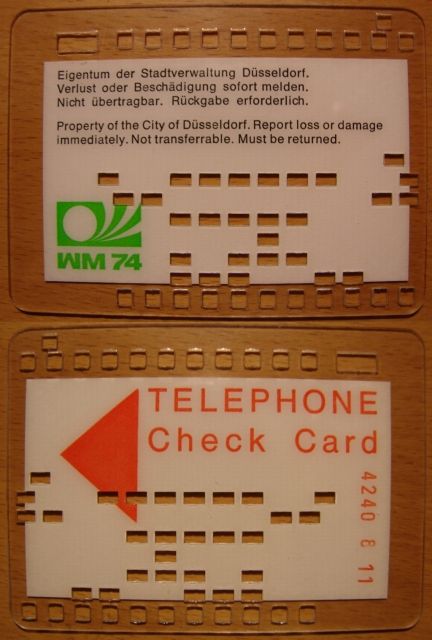 Eigentum der Stadtverwaltung Düsseldorf.
Verlust oder Beschädigung sofort melden.
Nicht übertragbar. Rückgabe erforderlich.
Property of the City of Düsseldorf. Report loss or damage
immediately. Not transferrable. Must be returned.
WM 74
TELEPHONE
Check Card
4240 8 11